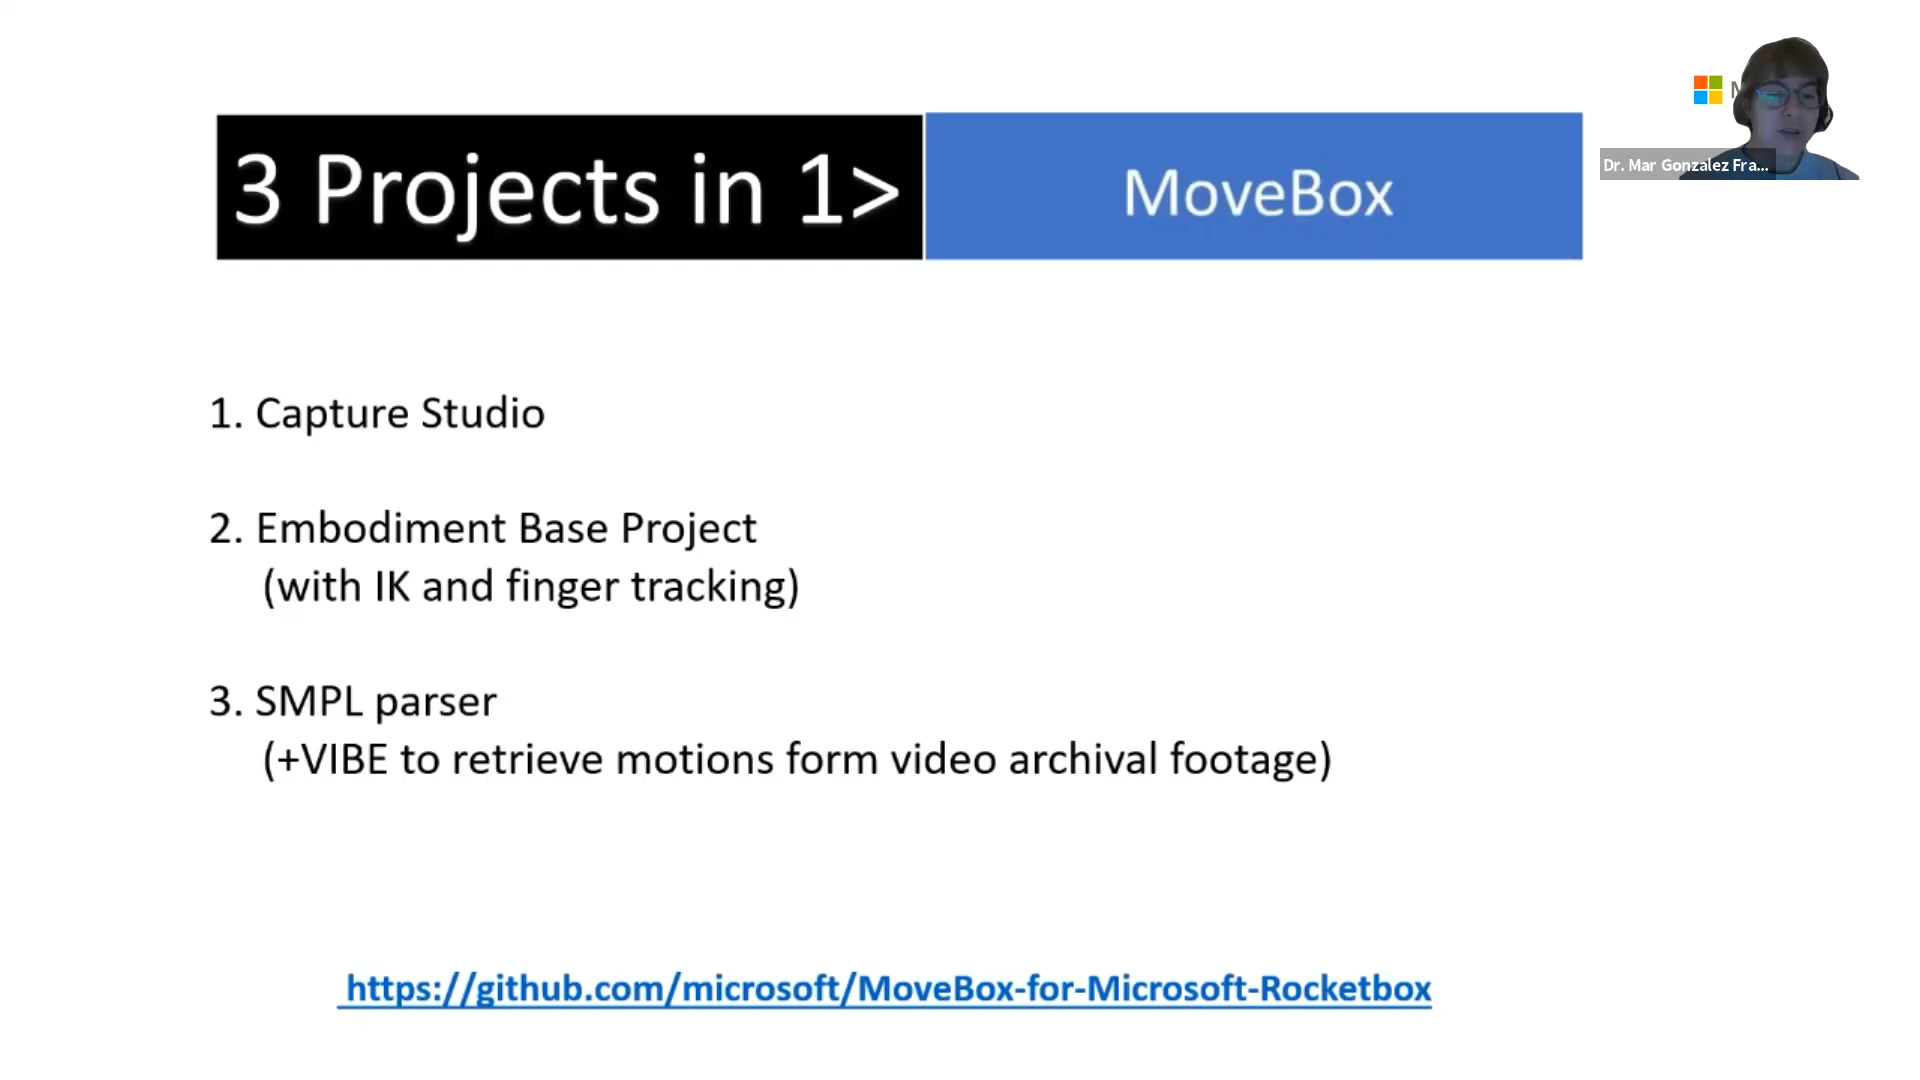 3 Projects in 1>
MoveBox
Dr. Mar Gonzalez Fra...
1. Capture Studio
2. Embodiment Base Project
(with IK and finger tracking)
3. SMPL parser
(+VIBE to retrieve motions form video archival footage)
https://github.com/microsoft/MoveBox-for-Microsoft-Rocketbox